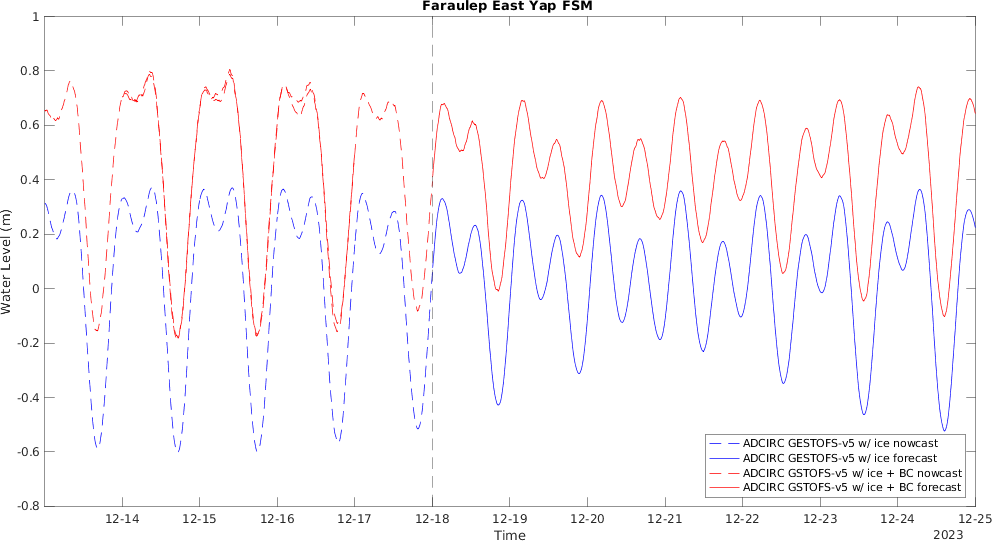 Faraulep East Yap FSM
1
0.8
0.6
0.4
0.2
0
-0.2
-0.4
-0.6
-0.8
Water Level (m)
ADCIRC GESTOFS-v5 w/ ice nowcast
ADCIRC GESTOFS-v5 w/ ice forecast
ADCIRC GSTOFS-v5 w/ ice + BC nowcast
ADCIRC GSTOFS-v5 w/ ice + BC forecast
12-14 12-15 12-16 12-17 12-18 12-19 12-20 12-21 12-22 12-23 12-24 12-25
Time
2023